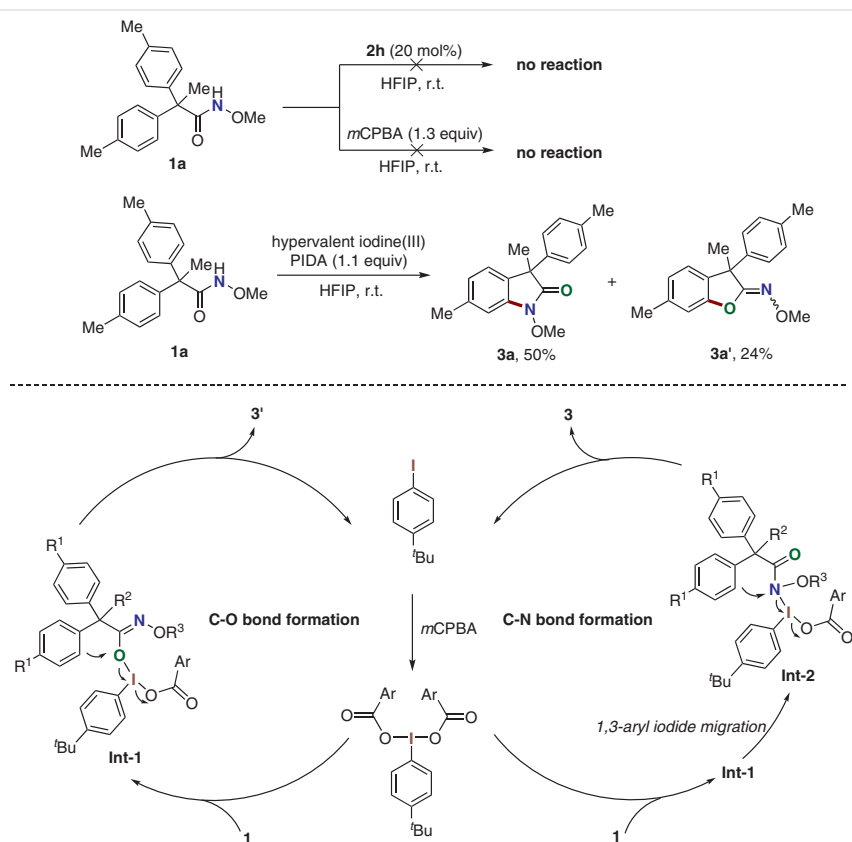 Me
Me
H
N
OMe
O
Me
1a
2h (20 mol%)
HFIP, r.t.
no reaction
mCPBA (1.3 equiv)
HFIP, r.t.
no reaction
Me
Me
H
N
OMe
O
Me
1a
hypervalent iodine(III)
PIDA (1.1 equiv)
HFIP, r.t.
Me
Me
O
N
Me
OMe
3a, 50%
+
Me
Me
N
O
Me
OMe
3a', 24%
3'
3
I
tBu
R1
R2
N
OR3
R1
O
I
O
Ar
O
tBu
Int-1
C-O bond formation
mCPBA
C-N bond formation
R1
R2
O
N
OR3
R1
I
O
Ar
O
tBu
Int-2
Ar
Ar
O
O
O
I
O
tBu
1,3-aryl iodide migration
Int-1
1
1